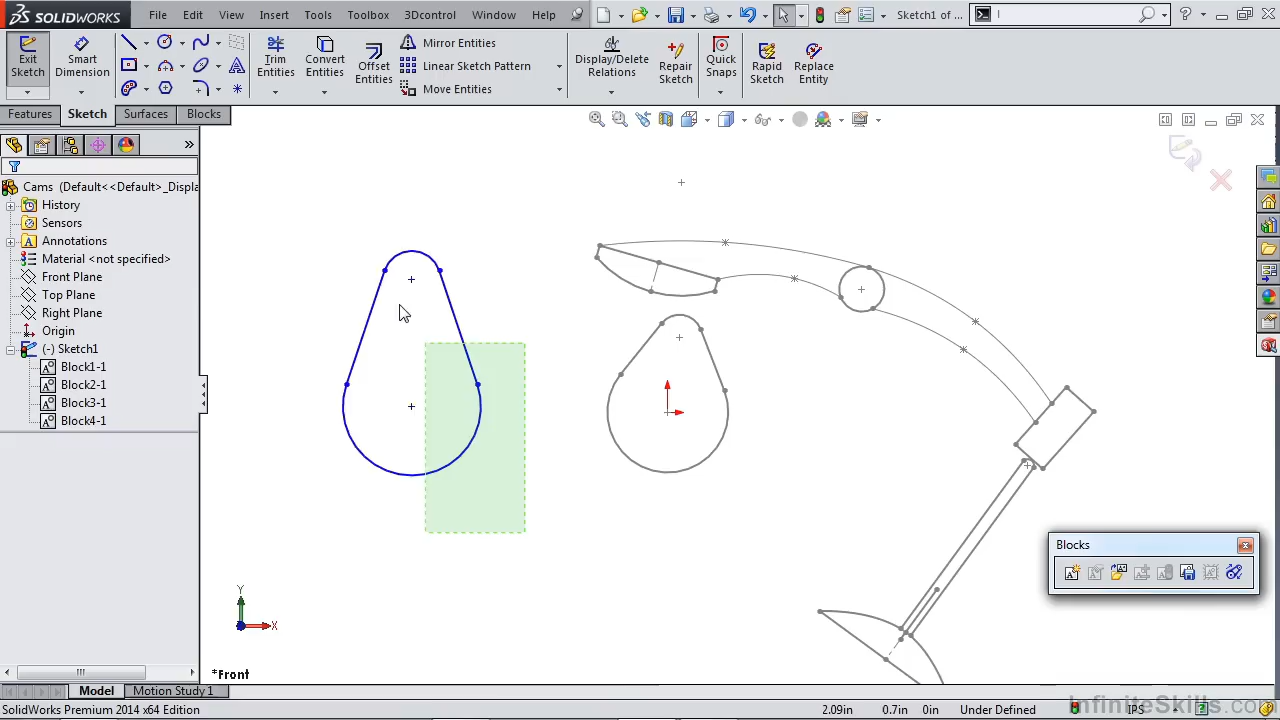 SOLIDWORKS File Edit View Insert Tools Toolbox 3Dcontrol Window Help Sketch1 of ...
Exit Sketch
Smart Dimension
Trim Entities
Convert Entities
Offset Entities
Mirror Entities
Linear Sketch Pattern
Move Entities
Display/Delete Relations
Repair Sketch
Quick Snaps
Rapid Sketch
Replace Entity
Features Sketch Surfaces Blocks
Cams (Default<<Default>_Displa
History
Sensors
Annotations
Material <not specified>
Front Plane
Top Plane
Right Plane
Origin
(-) Sketch1
Block1-1
Block2-1
Block3-1
Block4-1
Blocks
Y
X
*Front
Model Motion Study 1
InfiniteSkills.com
SolidWorks Premium 2014 x64 Edition 2.09in 0.7in 0in Under Defined IPS